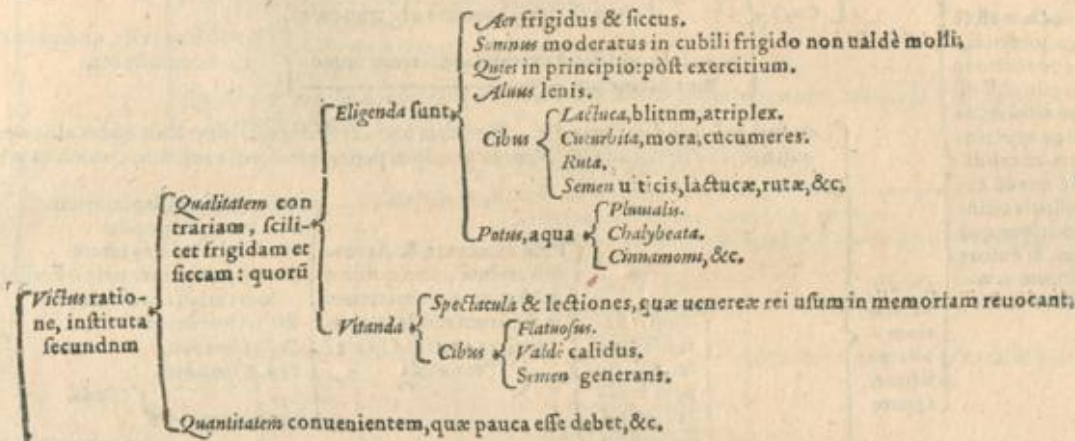 Victus ratio-
ne, instituta
secundnm
Qualitatem con
trariam, scili-
cet frigidam et
siccam: quorũ
Eligenda sunt
Aer frigidus & siccus.
Somnus moderatus in cubili frigido non ualdè molli,
Quies in principio: pòst exercitium.
Aluus lenis.
Cibus
Lactuca, blitum, atriplex.
Cucurbita, mora, cucumeres.
Ruta.
Semen uiticis, lactucæ, rutæ, &c.
Potus, aqua
Pluuialis.
Chalybeata.
Cinnamomi, &c.
Vitanda
Spectacula & lectiones, quæ uenereæ rei usum in memoriam reuocant,
Cibus
Flatuosus.
Valdè calidus.
Semen generans.
Quantitatem conuenientem, quæ pauca esse debet, &c.